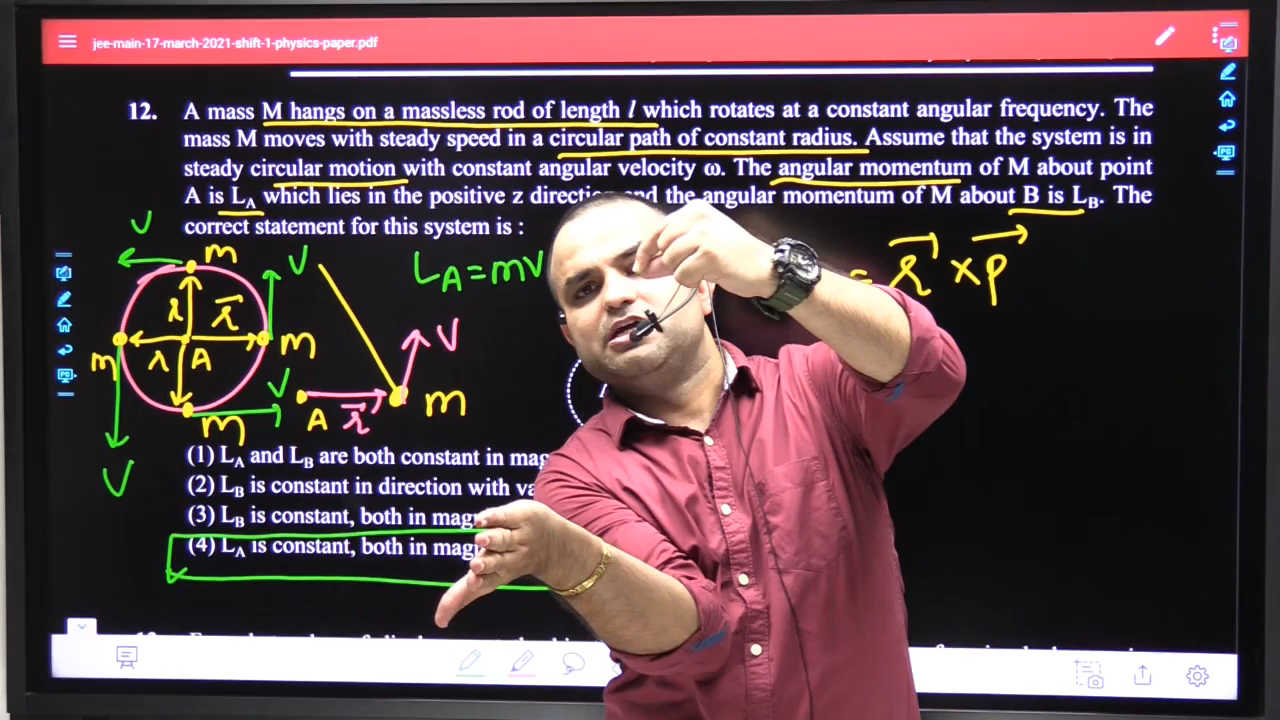 jee-main-17-march-2021-shift-1-physics-paper.pdf
12. A mass M hangs on a massless rod of length l which rotates at a constant angular frequency. The
mass M moves with steady speed in a circular path of constant radius. Assume that the system is in
steady circular motion with constant angular velocity ω. The angular momentum of M about point
A is L_A which lies in the positive z and the angular momentum of M about B is L_B. The
correct statement for this system is :
V
m
V
L_A = mv
= r⃗ × p⃗
r
r⃗
V
m
r
A
m
V
m
A
r⃗
m
V
(1) L_A and L_B are both constant in
(2) L_B is constant in direction with
(3) L_B is constant, both in
(4) L_A is constant, both in
PC
PC